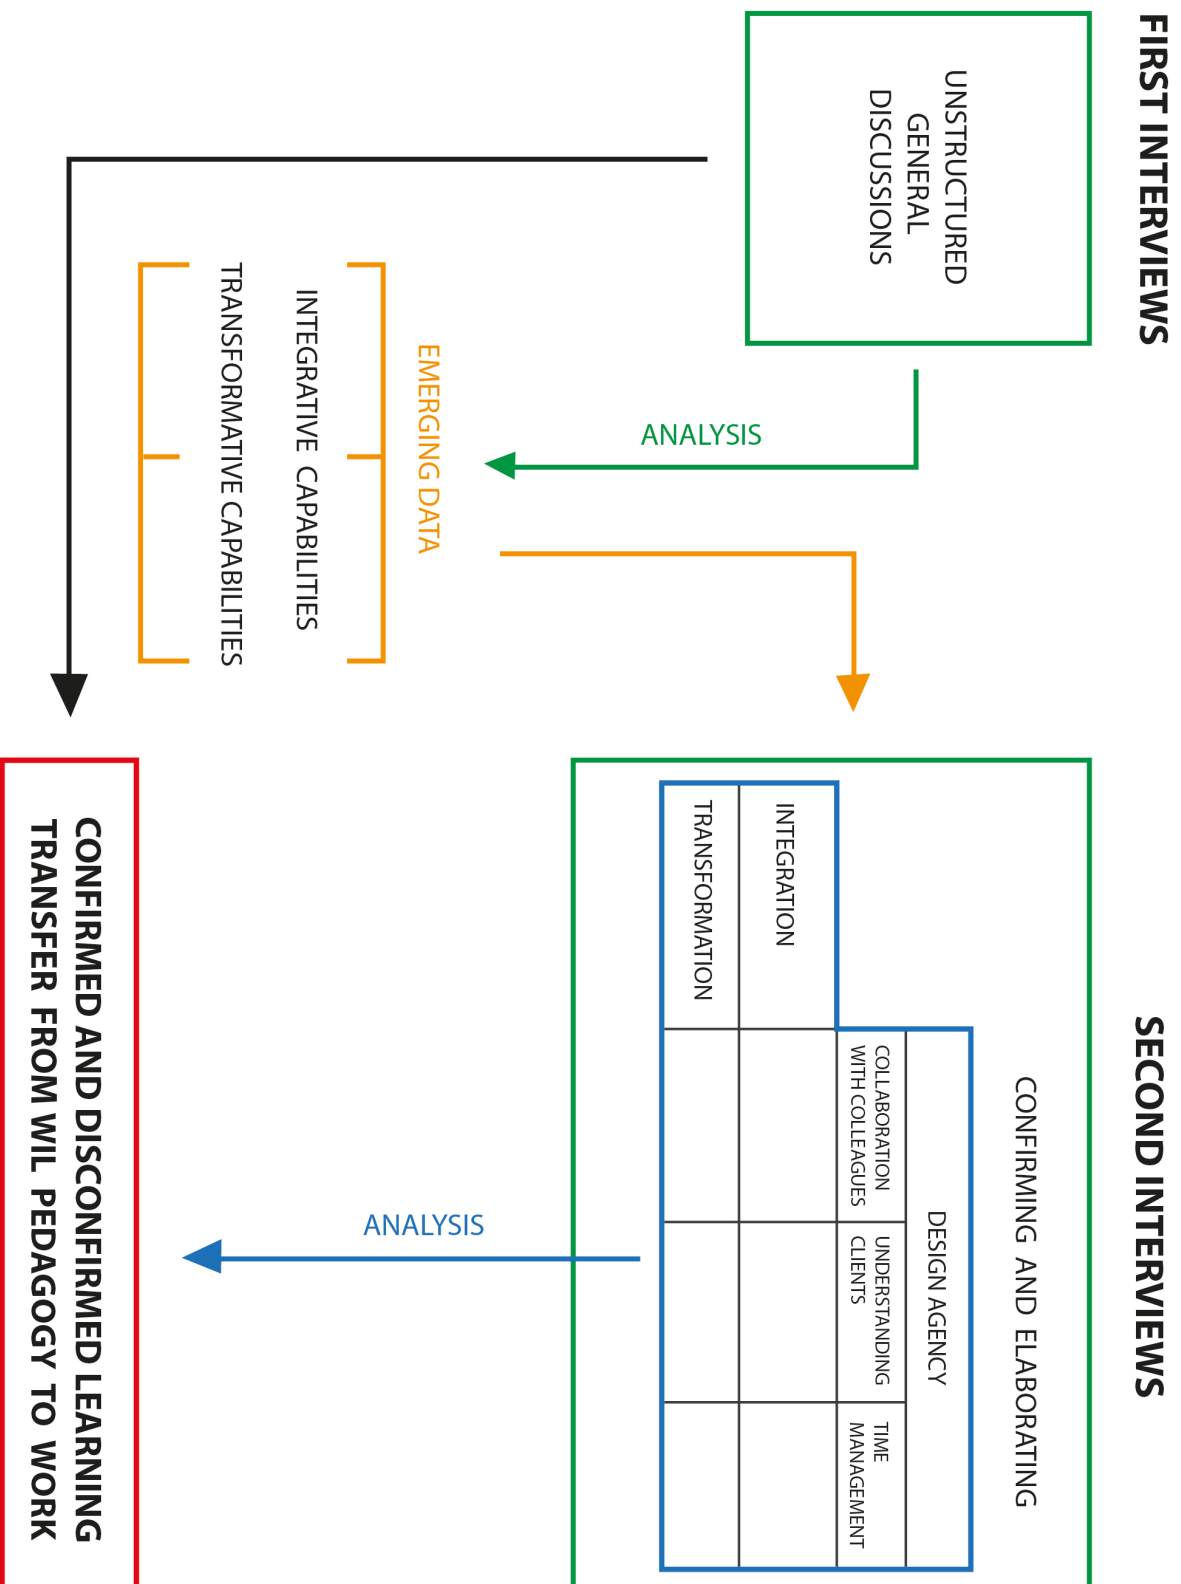 FIRST INTERVIEWS
UNSTRUCTURED
GENERAL
DISCUSSIONS
ANALYSIS
EMERGING DATA
INTEGRATIVE CAPABILITIES
TRANSFORMATIVE CAPABILITIES
SECOND INTERVIEWS
CONFIRMING AND ELABORATING
DESIGN AGENCY
COLLABORATION
WITH COLLEAGUES
UNDERSTANDING
CLIENTS
TIME
MANAGEMENT
INTEGRATION
TRANSFORMATION
ANALYSIS
CONFIRMED AND DISCONFIRMED LEARNING
TRANSFER FROM WIL PEDAGOGY TO WORK